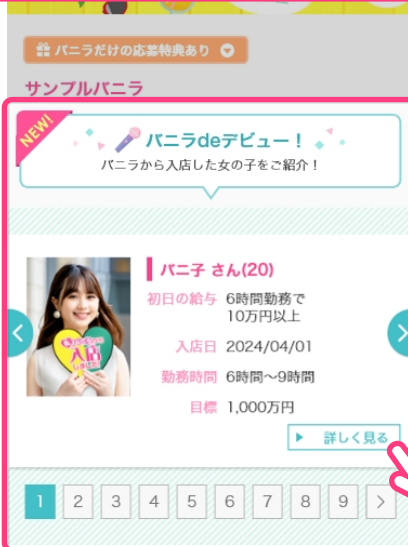 バニラだけの応募特典あり
サンプルバニラ
NEW!
バニラdeデビュー！
バニラから入店した女の子をご紹介！
バニ子 さん(20)
初日の給与 6時間勤務で
10万円以上
入店日 2024/04/01
勤務時間 6時間〜9時間
目標 1,000万円
入店
詳しく見る
1 2 3 4 5 6 7 8 9 >